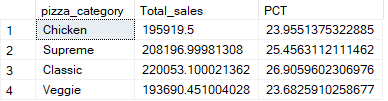 pizza_category Total_sales PCT
1 Chicken 195919.5 23.9551375322885
2 Supreme 208196.99981308 25.4563112111462
3 Classic 220053.100021362 26.9059602306976
4 Veggie 193690.451004028 23.6825910258677